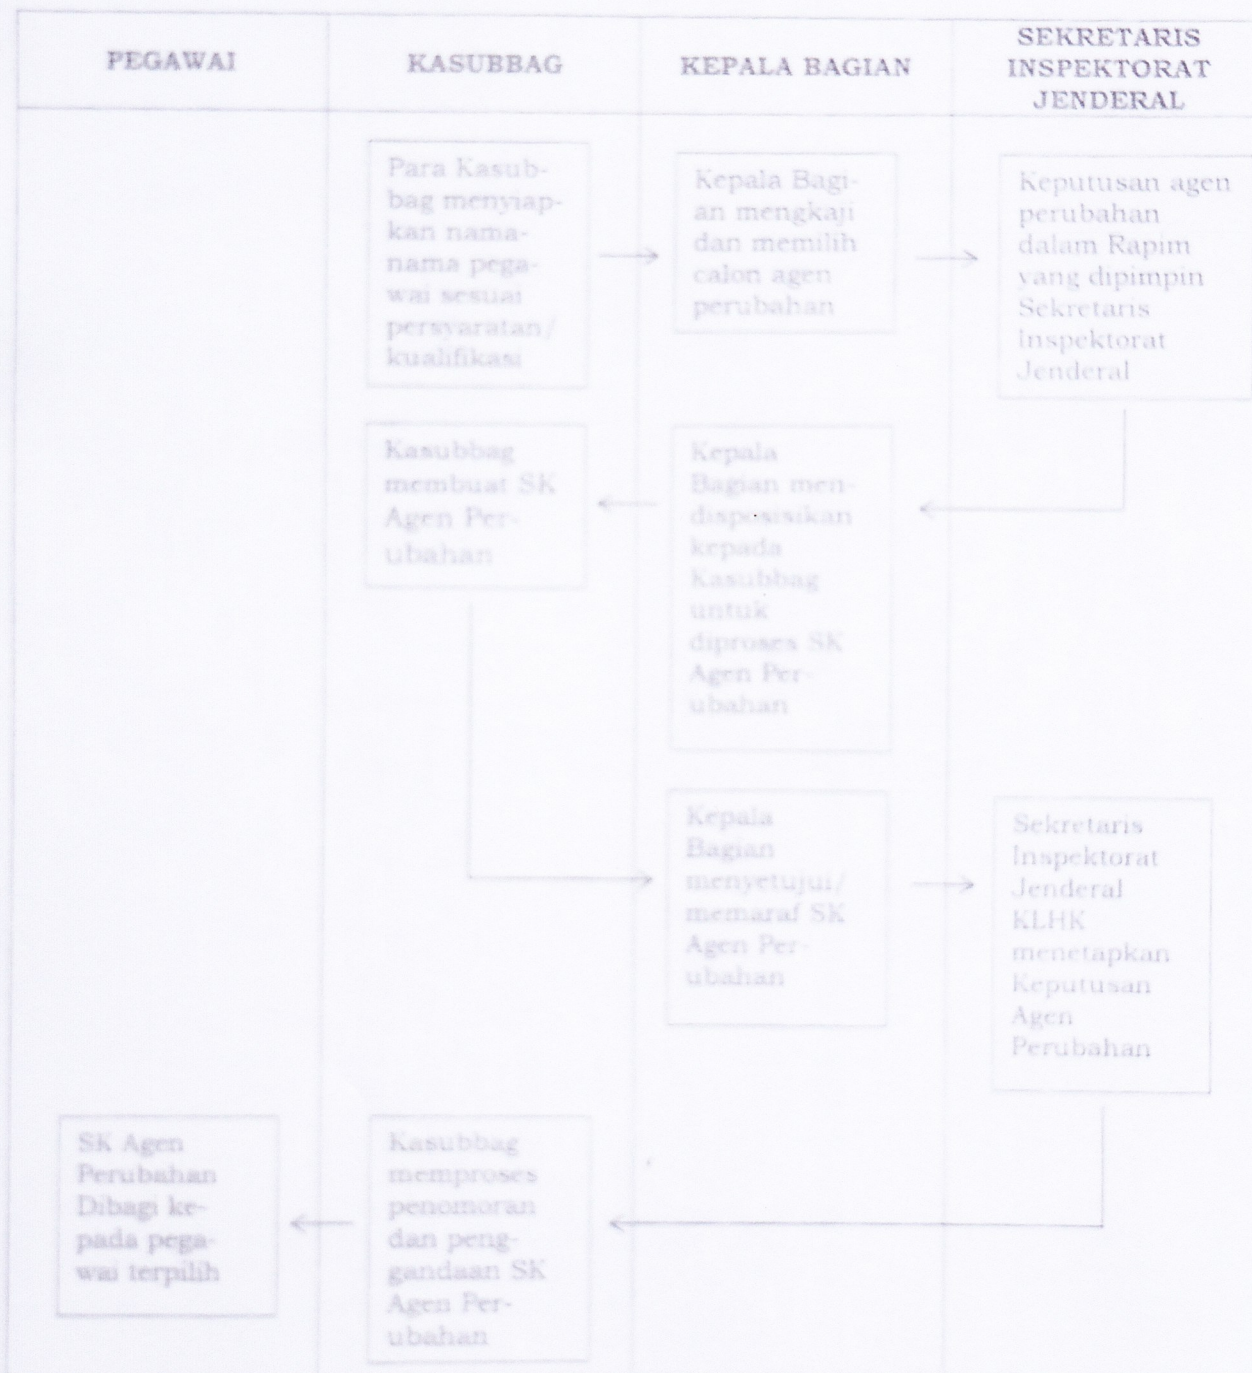 PEGAWAI
KASUBBAG
KEPALA BAGIAN
SEKRETARIS
INSPEKTORAT
JENDERAL
Para Kasub-
bag menyiap-
kan nama-
nama pega-
wai sesuai
persyaratan/
kualifikasi
Kepala Bagi-
an mengkaji
dan memilih
calon agen
perubahan
Keputusan agen
perubahan
dalam Rapim
yang dipimpin
Sekretaris
Inspektorat
Jenderal
Kasubbag
membuat SK
Agen Per-
ubahan
Kepala
Bagian men-
disposisikan
kepada
Kasubbag
untuk
diproses SK
Agen Per-
ubahan
Kepala
Bagian
menyetujui/
memaraf SK
Agen Per-
ubahan
Sekretaris
Inspektorat
Jenderal
KLHK
menetapkan
Keputusan
Agen
Perubahan
SK Agen
Perubahan
Dibagi ke-
pada pega-
wai terpilih
Kasubbag
memproses
penomoran
dan peng-
gandaan SK
Agen Per-
ubahan